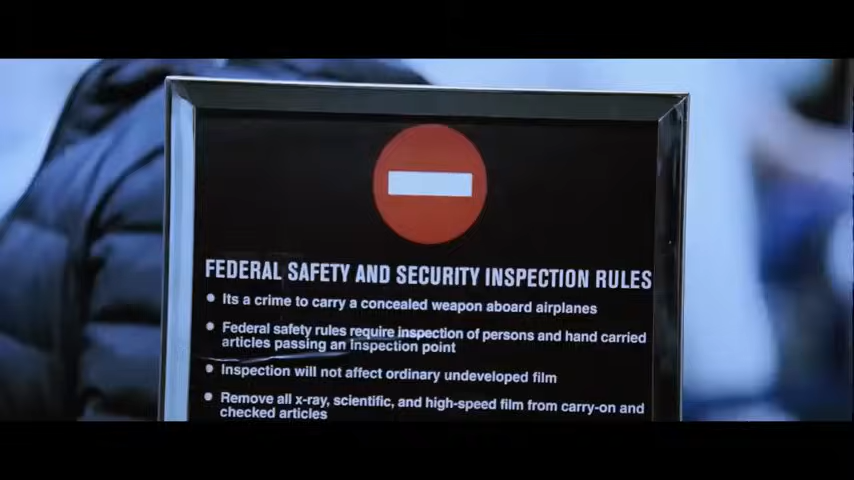 FEDERAL SAFETY AND SECURITY INSPECTION RULES
Its a crime to carry a concealed weapon aboard airplanes
Federal safety rules require inspection of persons and hand carried
articles passing an inspection point
Inspection will not affect ordinary undeveloped film
Remove all x-ray, scientific, and high-speed film from carry-on and
checked articles